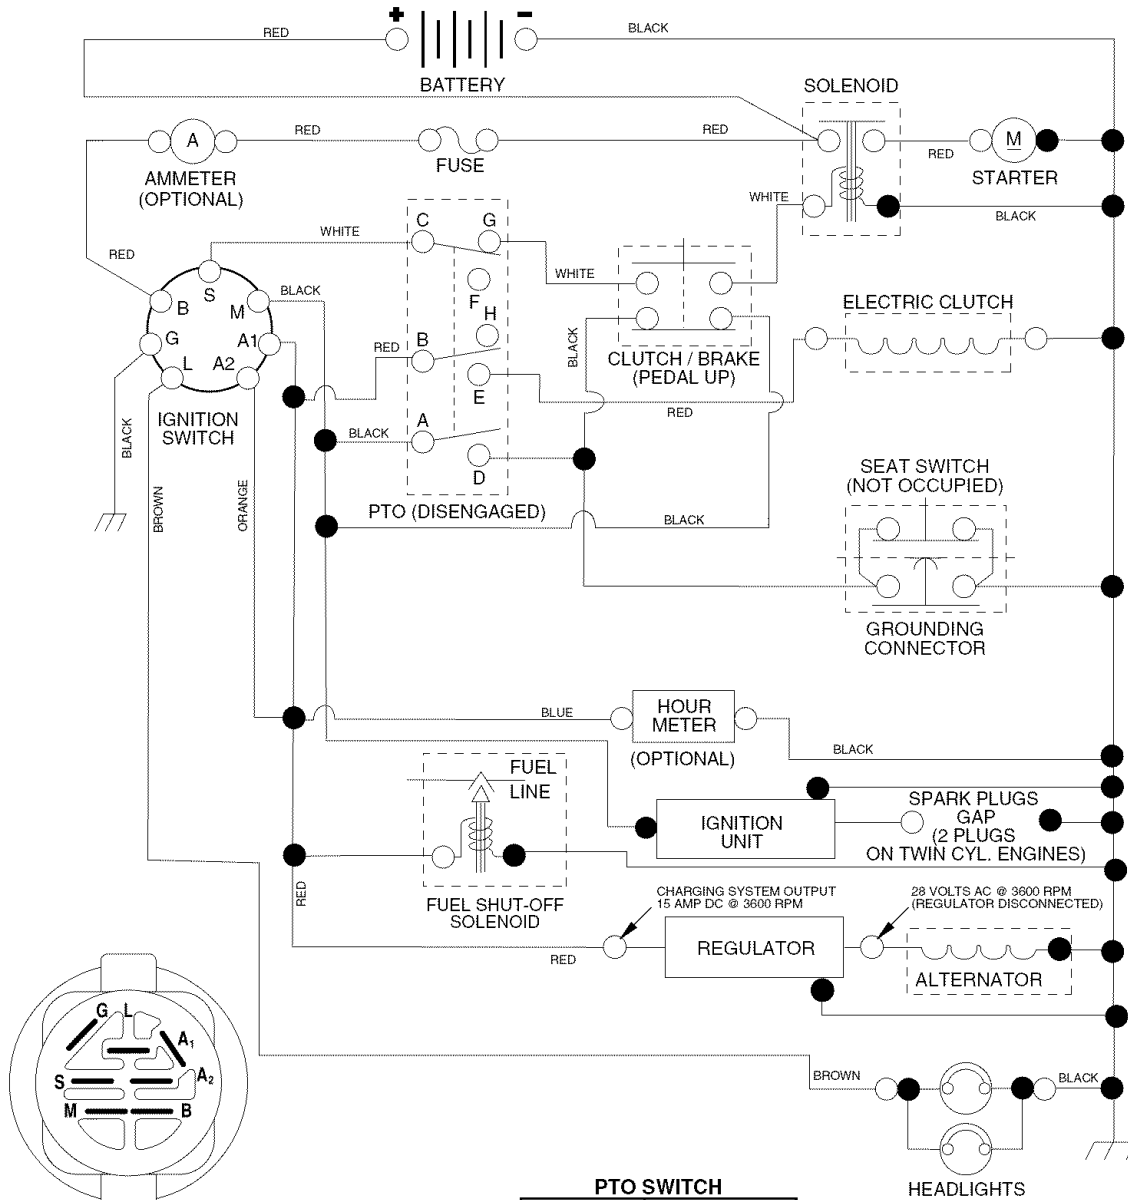 +
-
RED
BLACK
BATTERY
SOLENOID
A
RED
RED
FUSE
RED
M
STARTER
AMMETER
(OPTIONAL)
WHITE
BLACK
RED
WHITE
C
G
S
B
M
BLACK
WHITE
F
H
ELECTRIC CLUTCH
G
A1
RED
B
BLACK
CLUTCH / BRAKE
(PEDAL UP)
L
A2
E
RED
IGNITION
SWITCH
BLACK
BLACK
A
D
SEAT SWITCH
(NOT OCCUPIED)
BROWN
ORANGE
PTO (DISENGAGED)
BLACK
GROUNDING
CONNECTOR
BLUE
HOUR
METER
(OPTIONAL)
BLACK
FUEL
LINE
IGNITION
UNIT
SPARK PLUGS
GAP
(2 PLUGS
ON TWIN CYL. ENGINES)
RED
FUEL SHUT-OFF
SOLENOID
CHARGING SYSTEM OUTPUT
15 AMP DC @ 3600 RPM
28 VOLTS AC @ 3600 RPM
(REGULATOR DISCONNECTED)
RED
REGULATOR
ALTERNATOR
G
L
A1
S
A2
M
B
BROWN
BLACK
HEADLIGHTS
PTO SWITCH